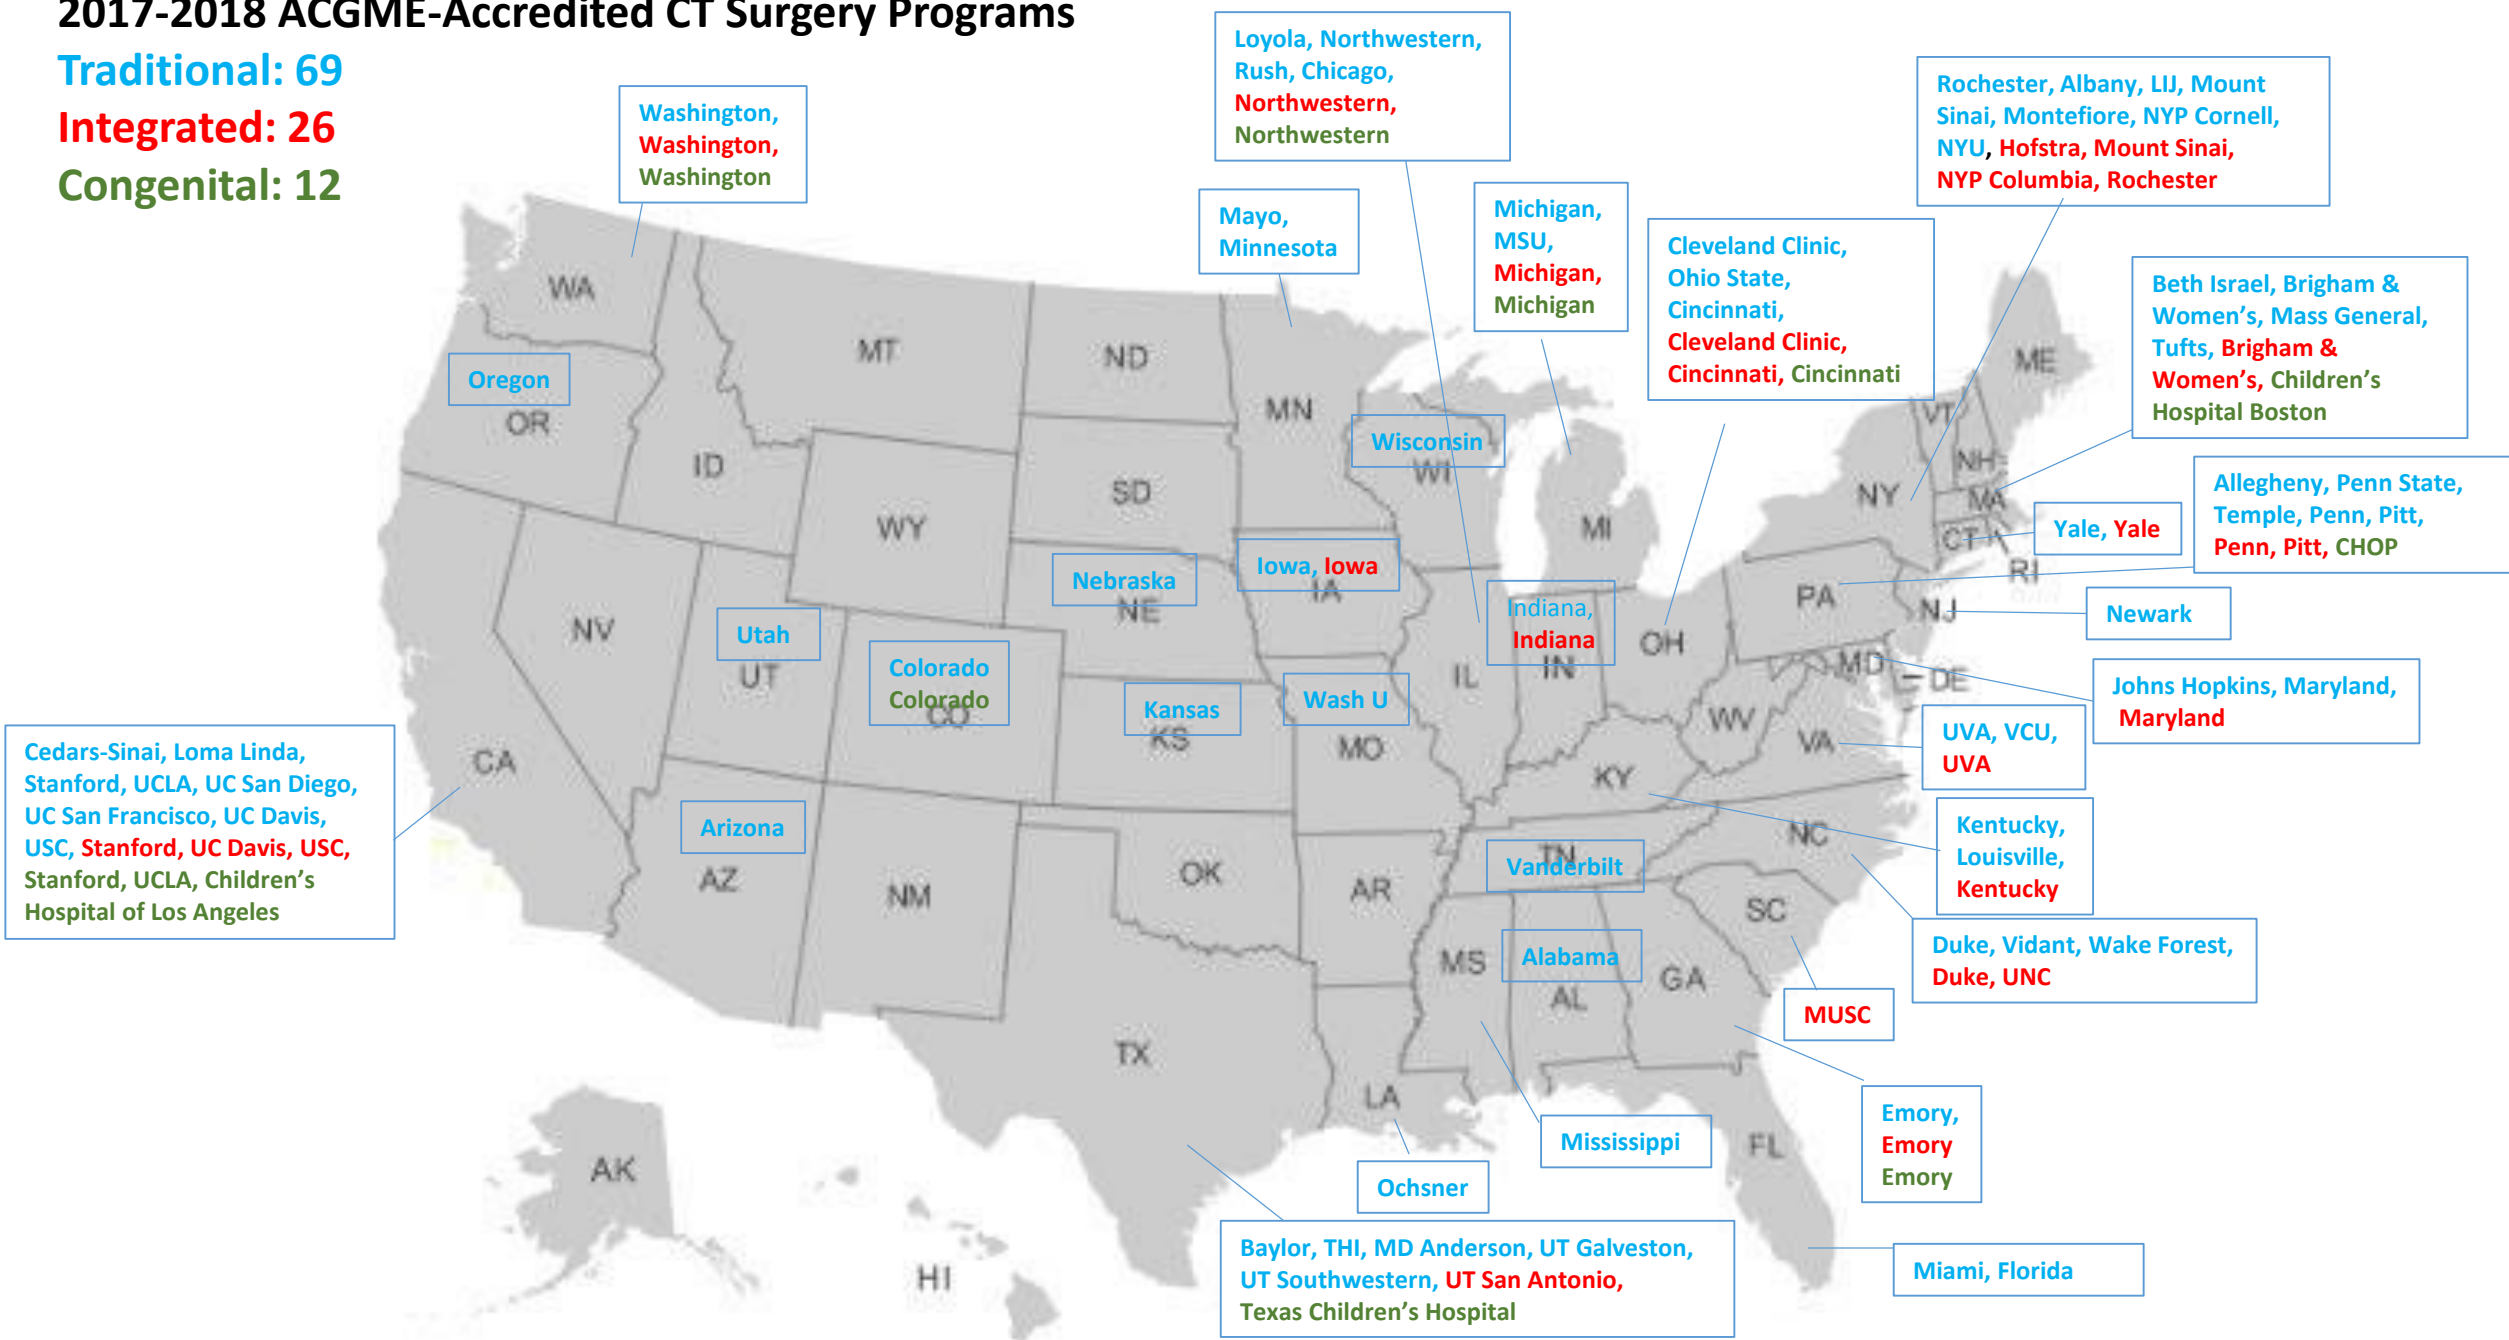 2017-2018 ACGME-Accredited CT Surgery Programs
Traditional: 69
Integrated: 26
Congenital: 12
Washington,
Washington,
Washington
Loyola, Northwestern,
Rush, Chicago,
Northwestern,
Northwestern
Rochester, Albany, LIJ, Mount
Sinai, Montefiore, NYP Cornell,
NYU, Hofstra, Mount Sinai,
NYP Columbia, Rochester
Mayo,
Minnesota
Michigan,
MSU,
Michigan,
Michigan
Cleveland Clinic,
Ohio State,
Cincinnati,
Cleveland Clinic,
Cincinnati, Cincinnati
Beth Israel, Brigham &
Women's, Mass General,
Tufts, Brigham &
Women's, Children's
Hospital Boston
Allegheny, Penn State,
Temple, Penn, Pitt,
Penn, Pitt, CHOP
Yale, Yale
Newark
Johns Hopkins, Maryland,
Maryland
UVA, VCU,
UVA
Kentucky,
Louisville,
Kentucky
Duke, Vidant, Wake Forest,
Duke, UNC
MUSC
Emory,
Emory
Emory
Miami, Florida
Mississippi
Ochsner
Baylor, THI, MD Anderson, UT Galveston,
UT Southwestern, UT San Antonio,
Texas Children's Hospital
Cedars-Sinai, Loma Linda,
Stanford, UCLA, UC San Diego,
UC San Francisco, UC Davis,
USC, Stanford, UC Davis, USC,
Stanford, UCLA, Children's
Hospital of Los Angeles
Oregon
Utah
Colorado
Colorado
Arizona
Nebraska
Kansas
Iowa, Iowa
Wash U
Wisconsin
Indiana,
Indiana
Vanderbilt
Alabama
WA
OR
ID
MT
ND
MN
WI
MI
SD
WY
NE
IA
NV
UT
CO
KS
MO
IL
IN
OH
CA
AZ
NM
OK
AR
TX
LA
MS
AL
GA
FL
SC
NC
TN
KY
WV
VA
MD
DE
PA
NJ
NY
CT
RI
MA
NH
VT
ME
AK
HI